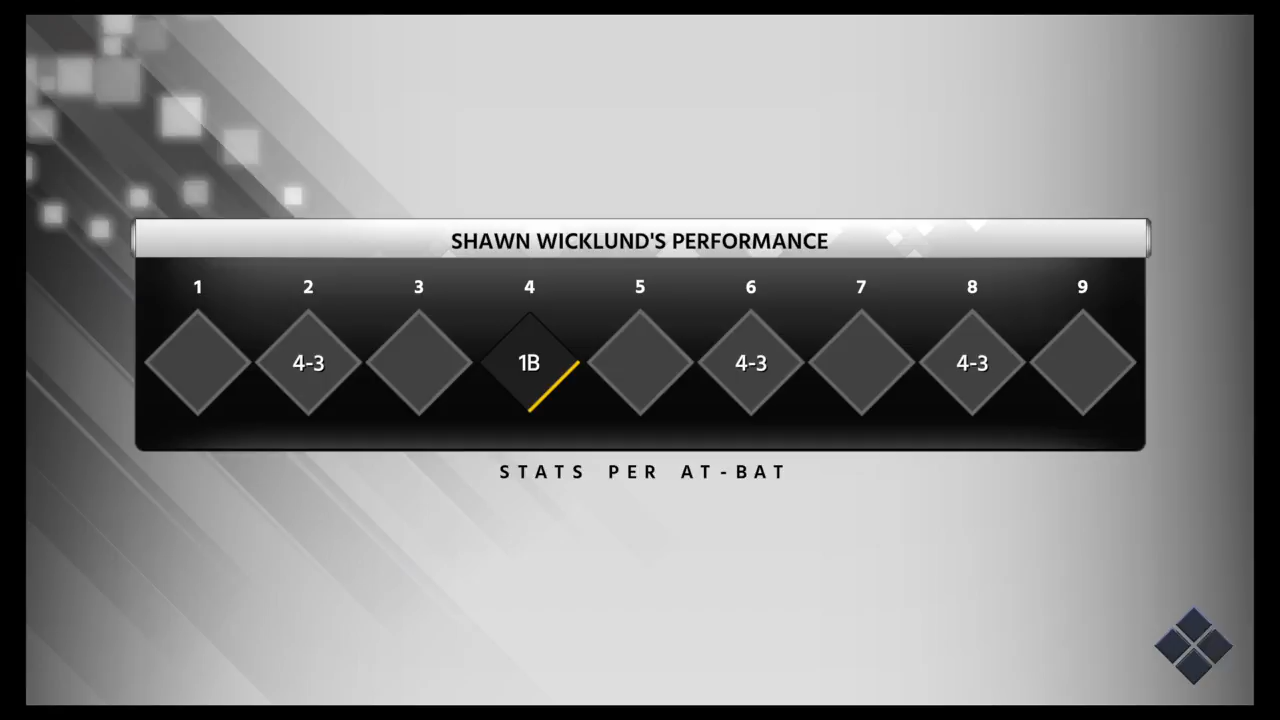 SHAWN WICKLUND'S PERFORMANCE
1 2 3 4 5 6 7 8 9
4-3 1B 4-3 4-3
STATS PER AT-BAT